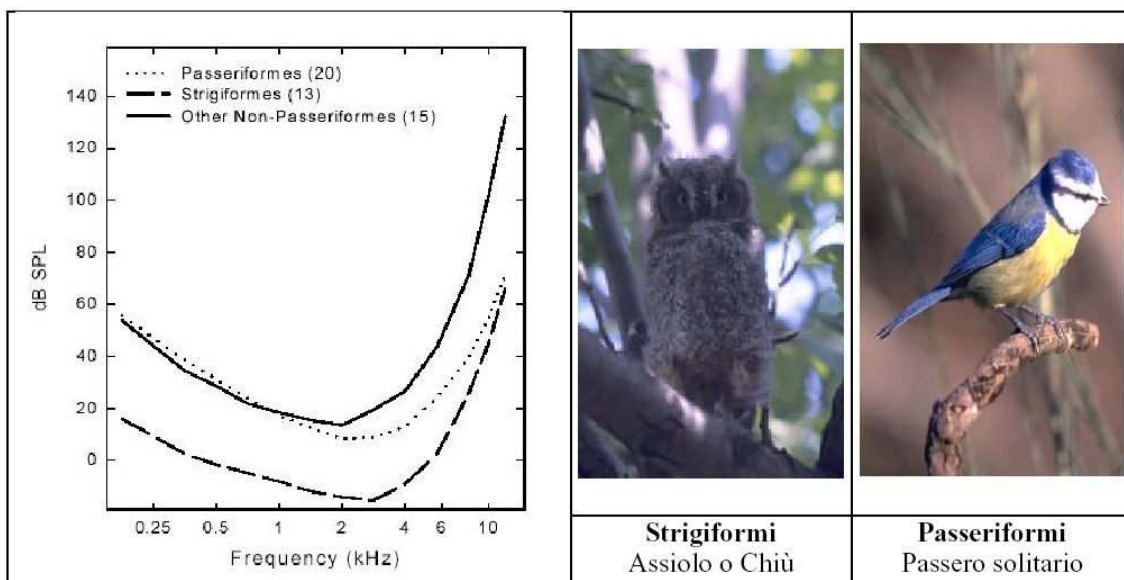 Passeriformes (20)
Strigiformes (13)
Other Non-Passeriformes (15)
dB SPL
140
120
100
80
60
40
20
0
0.25 0.5 1 2 4 6 10
Frequency (kHz)
Strigiformi
Assiolo o Chiù
Passeriformi
Passero solitario